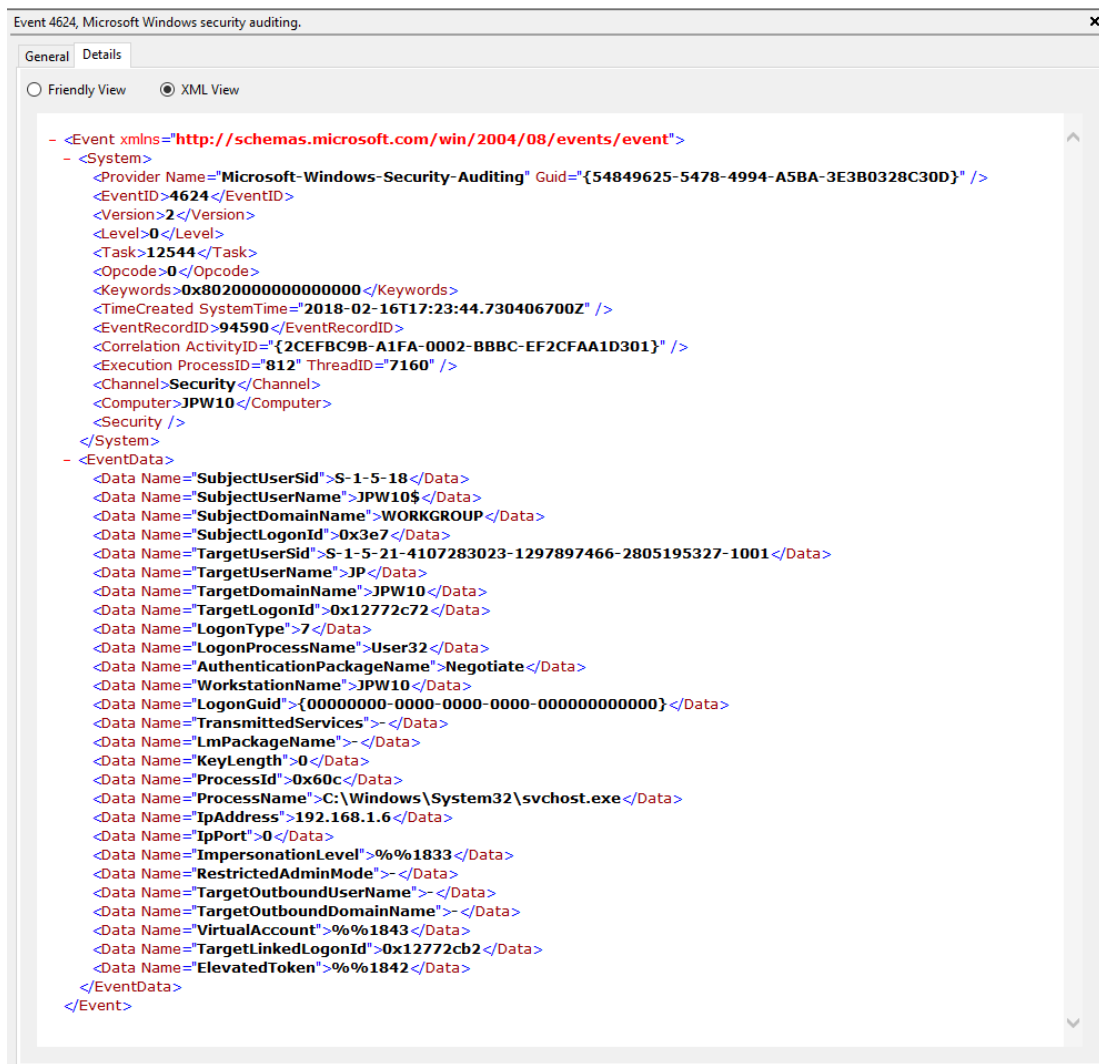 Event 4624, Microsoft Windows security auditing.
General Details
Friendly View XML View
- <Event xmlns="http://schemas.microsoft.com/win/2004/08/events/event">
- <System>
<Provider Name="Microsoft-Windows-Security-Auditing" Guid="{54849625-5478-4994-A5BA-3E3B0328C30D}" />
<EventID>4624</EventID>
<Version>2</Version>
<Level>0</Level>
<Task>12544</Task>
<Opcode>0</Opcode>
<Keywords>0x8020000000000000</Keywords>
<TimeCreated SystemTime="2018-02-16T17:23:44.730406700Z" />
<EventRecordID>94590</EventRecordID>
<Correlation ActivityID="{2CEFBC9B-A1FA-0002-BBBC-EF2CFAA1D301}" />
<Execution ProcessID="812" ThreadID="7160" />
<Channel>Security</Channel>
<Computer>JPW10</Computer>
<Security />
</System>
- <EventData>
<Data Name="SubjectUserSid">S-1-5-18</Data>
<Data Name="SubjectUserName">JPW10$</Data>
<Data Name="SubjectDomainName">WORKGROUP</Data>
<Data Name="SubjectLogonId">0x3e7</Data>
<Data Name="TargetUserSid">S-1-5-21-4107283023-1297897466-2805195327-1001</Data>
<Data Name="TargetUserName">JP</Data>
<Data Name="TargetDomainName">JPW10</Data>
<Data Name="TargetLogonId">0x12772c72</Data>
<Data Name="LogonType">7</Data>
<Data Name="LogonProcessName">User32</Data>
<Data Name="AuthenticationPackageName">Negotiate</Data>
<Data Name="WorkstationName">JPW10</Data>
<Data Name="LogonGuid">{00000000-0000-0000-0000-000000000000}</Data>
<Data Name="TransmittedServices">-</Data>
<Data Name="LmPackageName">-</Data>
<Data Name="KeyLength">0</Data>
<Data Name="ProcessId">0x60c</Data>
<Data Name="ProcessName">C:\Windows\System32\svchost.exe</Data>
<Data Name="IpAddress">192.168.1.6</Data>
<Data Name="IpPort">0</Data>
<Data Name="ImpersonationLevel">%%1833</Data>
<Data Name="RestrictedAdminMode">-</Data>
<Data Name="TargetOutboundUserName">-</Data>
<Data Name="TargetOutboundDomainName">-</Data>
<Data Name="VirtualAccount">%%1843</Data>
<Data Name="TargetLinkedLogonId">0x12772cb2</Data>
<Data Name="ElevatedToken">%%1842</Data>
</EventData>
</Event>